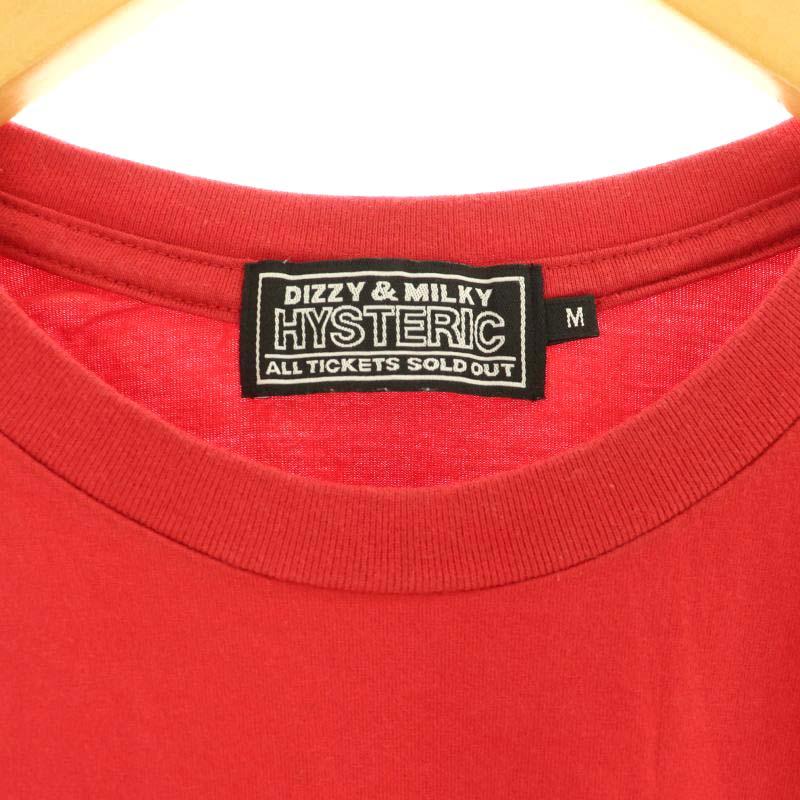 DIZZY & MILKY
HYSTERIC
ALL TICKETS SOLD OUT
M